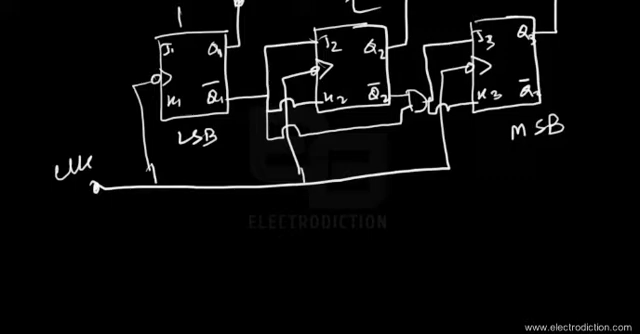 1
J1 Q1 J2 Q2 J3 Q3
K1 Q̅1 K2 Q̅2 K3 Q̅3
LSB MSB
clk
ELECTRODICTION
www.electrodiction.com